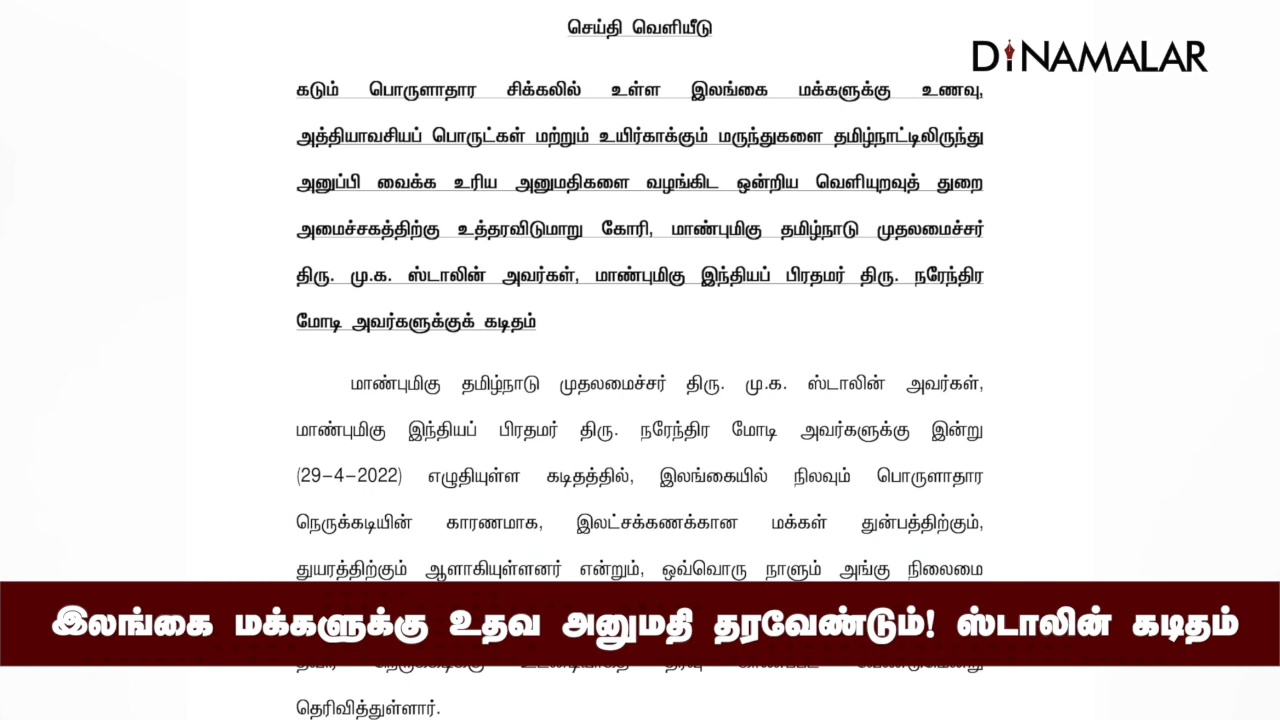 செய்தி வெளியீடு
DINAMALAR
கடும் பொருளாதார சிக்கலில் உள்ள இலங்கை மக்களுக்கு உணவு,
அத்தியாவசியப் பொருட்கள் மற்றும் உயிர்காக்கும் மருந்துகளை தமிழ்நாட்டிலிருந்து
அனுப்பி வைக்க உரிய அனுமதிகளை வழங்கிட ஒன்றிய வெளியுறவுத் துறை
அமைச்சகத்திற்கு உத்தரவிடுமாறு கோரி, மாண்புமிகு தமிழ்நாடு முதலமைச்சர்
திரு. மு.க. ஸ்டாலின் அவர்கள், மாண்புமிகு இந்தியப் பிரதமர் திரு. நரேந்திர
மோடி அவர்களுக்குக் கடிதம்
மாண்புமிகு தமிழ்நாடு முதலமைச்சர் திரு. மு.க. ஸ்டாலின் அவர்கள்,
மாண்புமிகு இந்தியப் பிரதமர் திரு. நரேந்திர மோடி அவர்களுக்கு இன்று
(29-4-2022) எழுதியுள்ள கடிதத்தில், இலங்கையில் நிலவும் பொருளாதார
நெருக்கடியின் காரணமாக, இலட்சக்கணக்கான மக்கள் துன்பத்திற்கும்,
துயரத்திற்கும் ஆளாகியுள்ளனர் என்றும், ஒவ்வொரு நாளும் அங்கு நிலைமை
இலங்கை மக்களுக்கு உதவ அனுமதி தரவேண்டும்! ஸ்டாலின் கடிதம்
தெரிவித்துள்ளார்.